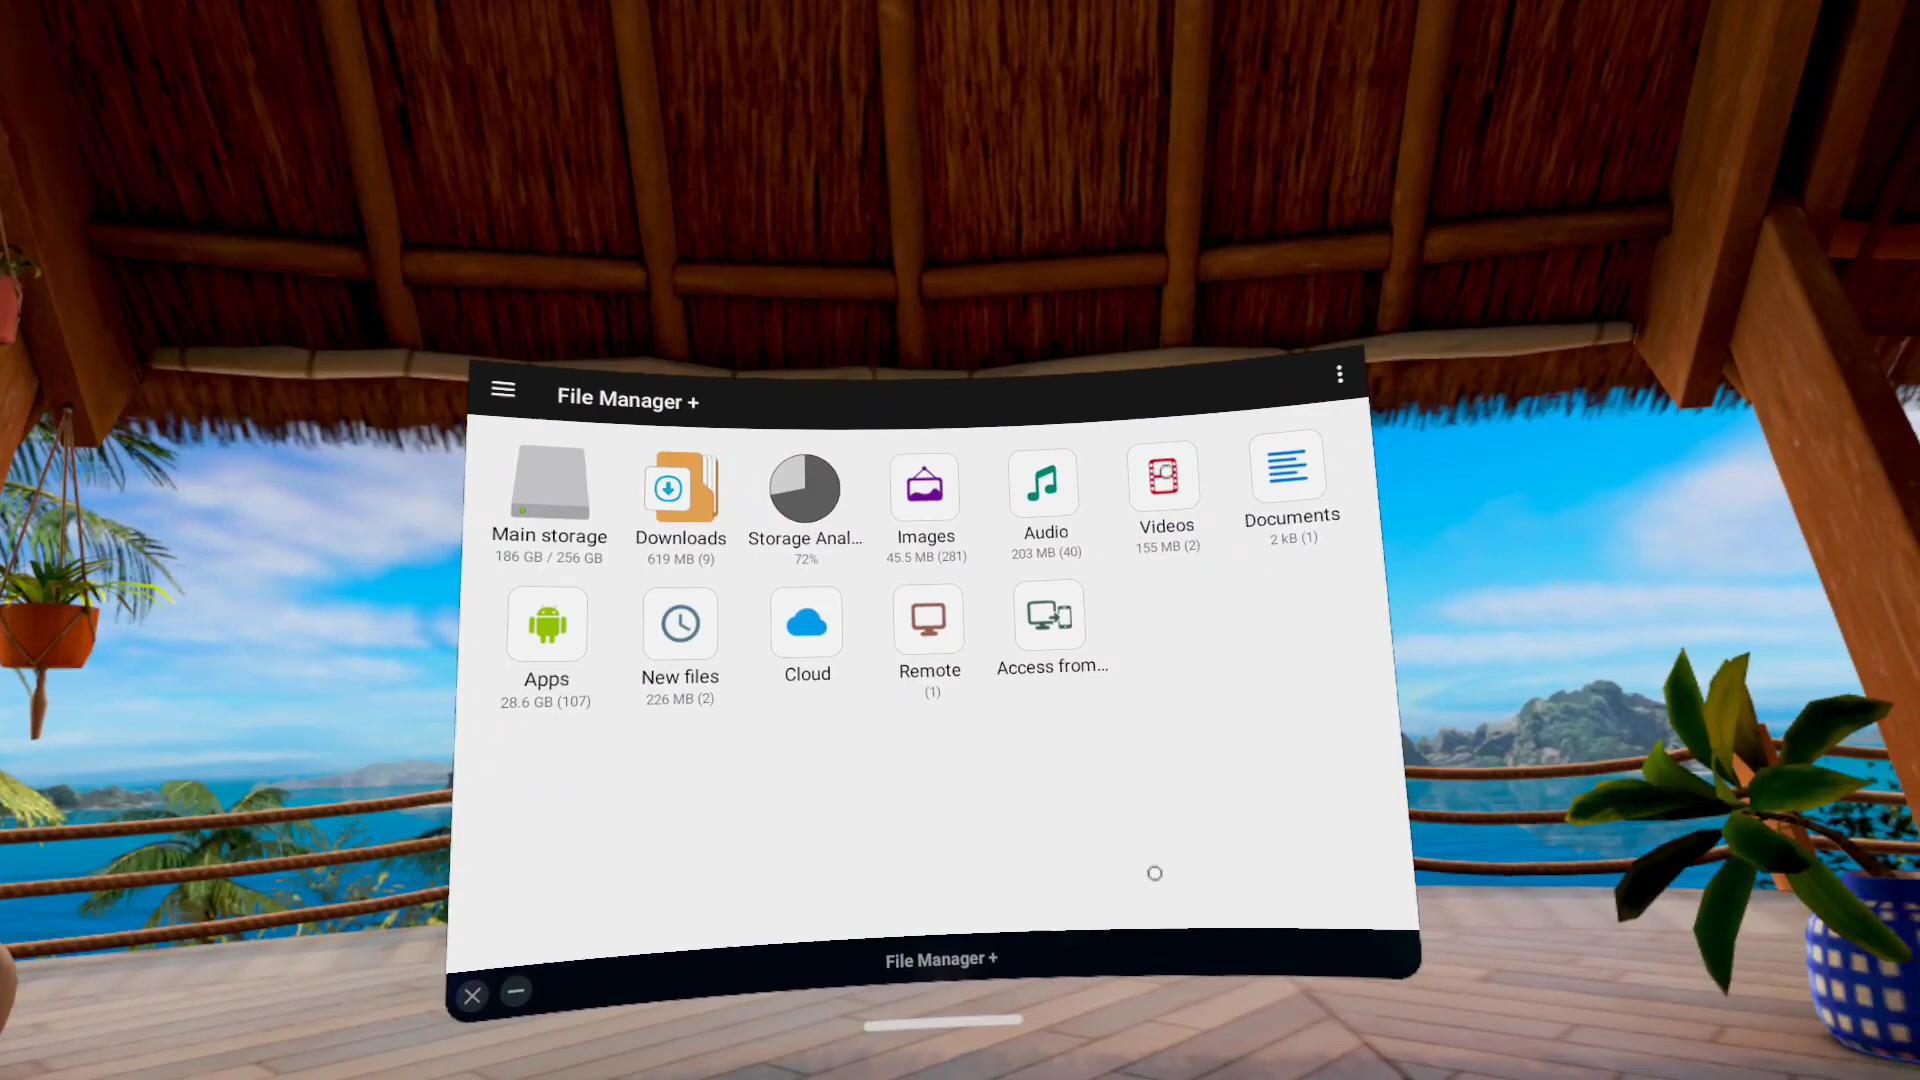 File Manager +
Main storage
186 GB / 256 GB
Downloads
619 MB (9)
Storage Anal...
72%
Images
45.5 MB (281)
Audio
203 MB (40)
Videos
155 MB (2)
Documents
2 kB (1)
Apps
28.6 GB (107)
New files
226 MB (2)
Cloud
Remote
(1)
Access from...
File Manager +